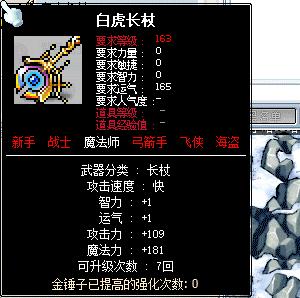 白虎长杖
要求等级 : 163
要求力量 : 0
要求敏捷 : 0
要求智力 : 0
要求运气 : 165
要求人气度 -
道具等级 : -
道具经验值 : -
新手 战士 魔法师 弓箭手 飞侠 海盗
武器分类 : 长杖
攻击速度 : 快
智力 : +1
运气 : +1
攻击力 : +109
魔法力 : +181
可升级次数 : 7回
金锤子已提高的强化次数: 0